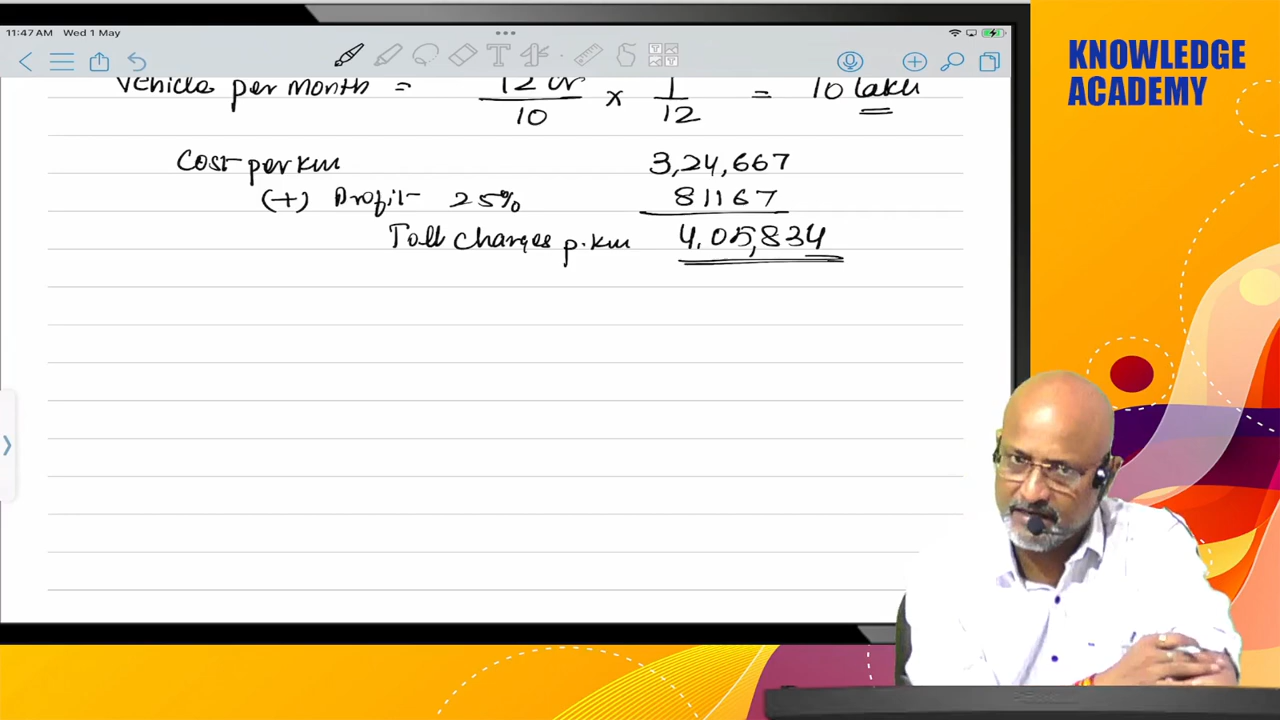 11:47 AM Wed 1 May
KNOWLEDGE
ACADEMY
Vehicles per month = 12 cr / 10 × 1 / 12 = 10 lakh
Cost per km 3,24,667
(+) Profit 25% 81167
Toll charges p.km 4,05,834